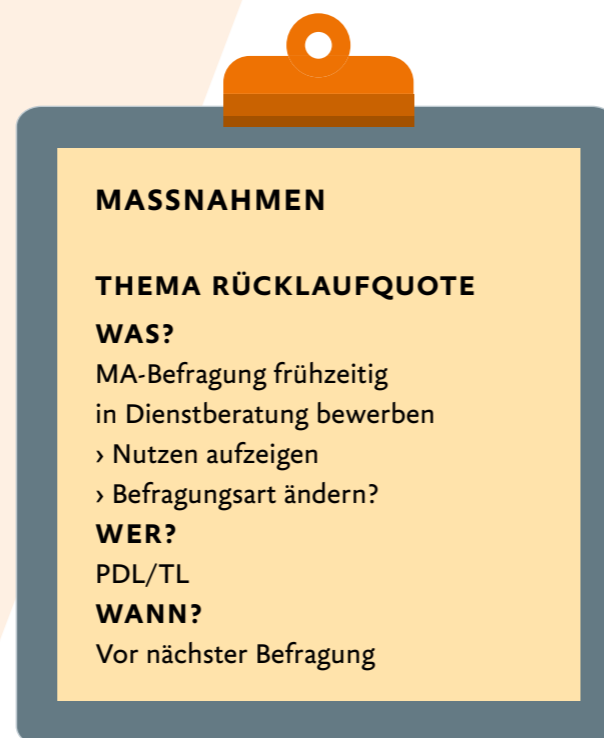 MASSNAHMEN
THEMA RÜCKLAUFQUOTE
WAS?
MA-Befragung frühzeitig
in Dienstberatung bewerben
› Nutzen aufzeigen
› Befragungsart ändern?
WER?
PDL/TL
WANN?
Vor nächster Befragung